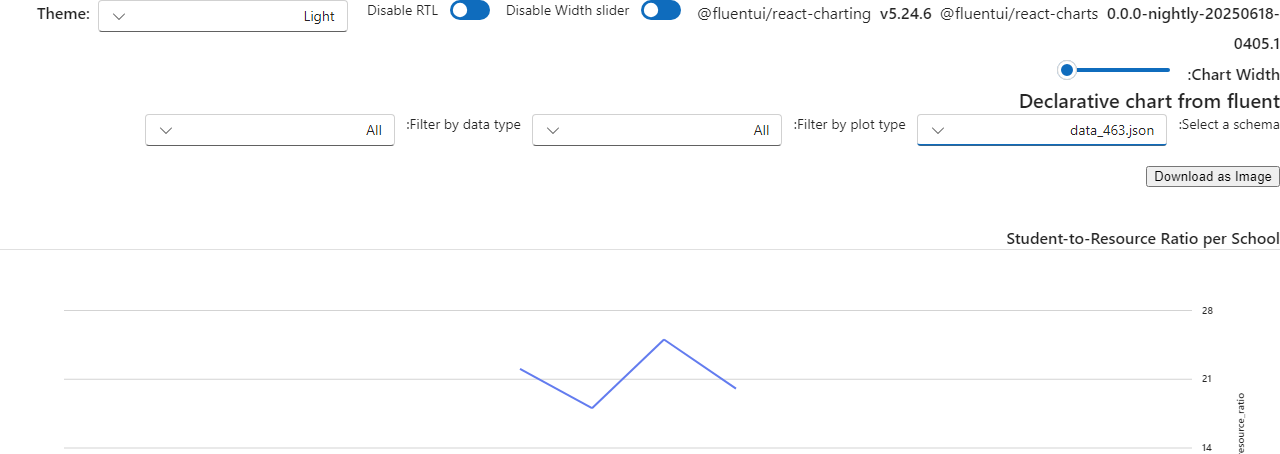 Theme: Light Disable RTL Disable Width slider @fluentui/react-charting v5.24.6 @fluentui/react-charts 0.0.0-nightly-20250618-
0405.1
:Chart Width
Declarative chart from fluent
:Select a schema data_463.json :Filter by plot type All :Filter by data type All
Download as Image
Student-to-Resource Ratio per School
28
21
14
esource_ratio